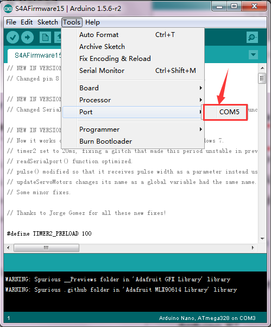 S4AFirmware15 | Arduino 1.5.6-r2
File Edit Sketch Tools Help
Auto Format Ctrl+T
Archive Sketch
Fix Encoding & Reload
Serial Monitor Ctrl+Shift+M
Board
Processor
Port
COM5
Programmer
Burn Bootloader
S4AFirmware15
// NEW IN VERSION
// Changed pin 8
// NEW IN VERSION
// Changed
// NEW IN VERSION
// Now it works
// timer2 set to 20ms, fixing a glitch that made this period unstable in previous
// readSerialport() function optimized.
// pulse() modified so that it receives pulse width as a parameter instead
// updateServoMotors changes its name as a global variable had the same name
// Some minor fixes.
// Thanks to Jorge Gomez for all these new fixes!
#define TIMER2_PRELOAD 100
WARNING: Spurious __Previews folder in 'Adafruit GFX Library' library
WARNING: Spurious .github folder in 'Adafruit MLX90614 Library' library
1
Arduino Nano, ATmega328 on COM3